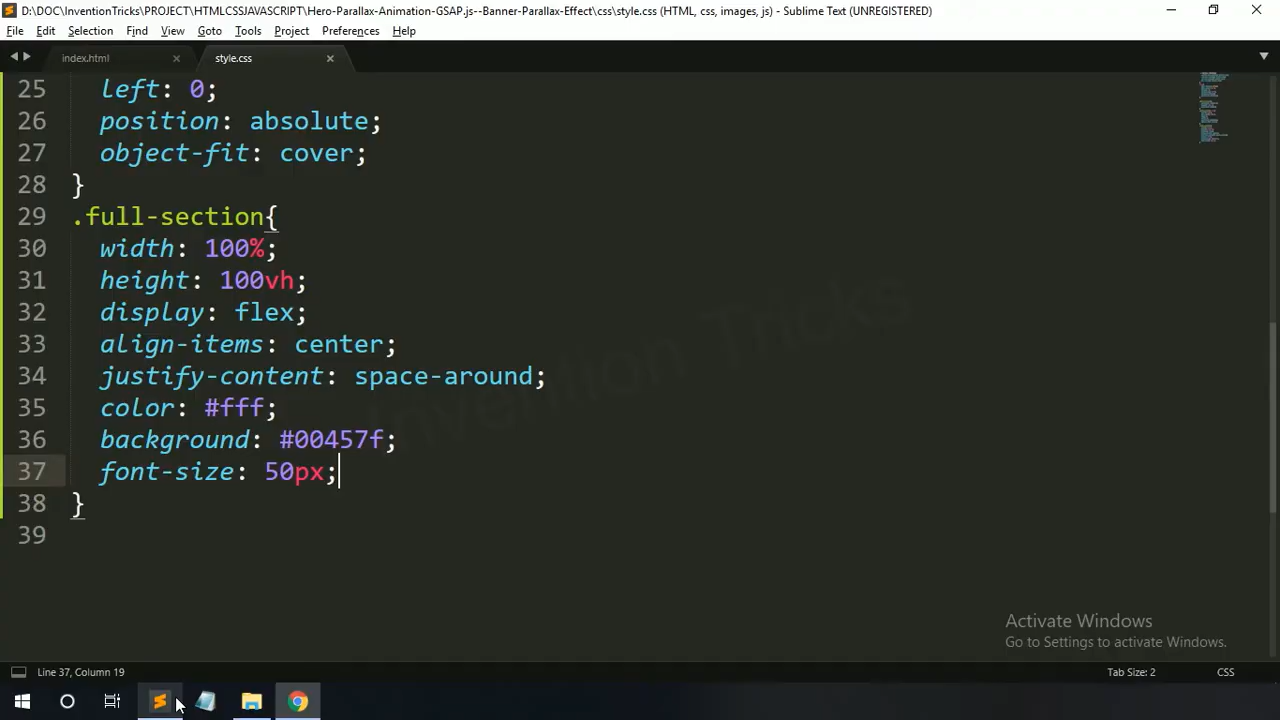 D:\DOC\InventionTricks\PROJECT\HTMLCSSJAVASCRIPT\Hero-Parallax-Animation-GSAP.js--Banner-Parallax-Effect\css\style.css (HTML, css, images, js) - Sublime Text (UNREGISTERED)
File Edit Selection Find View Goto Tools Project Preferences Help
index.html style.css
25 left: 0;
26 position: absolute;
27 object-fit: cover;
28 }
29 .full-section{
30 width: 100%;
31 height: 100vh;
32 display: flex;
33 align-items: center;
34 justify-content: space-around;
35 color: #fff;
36 background: #00457f;
37 font-size: 50px;
38 }
39
Invention Tricks
Activate Windows
Go to Settings to activate Windows.
Line 37, Column 19 Tab Size: 2 CSS